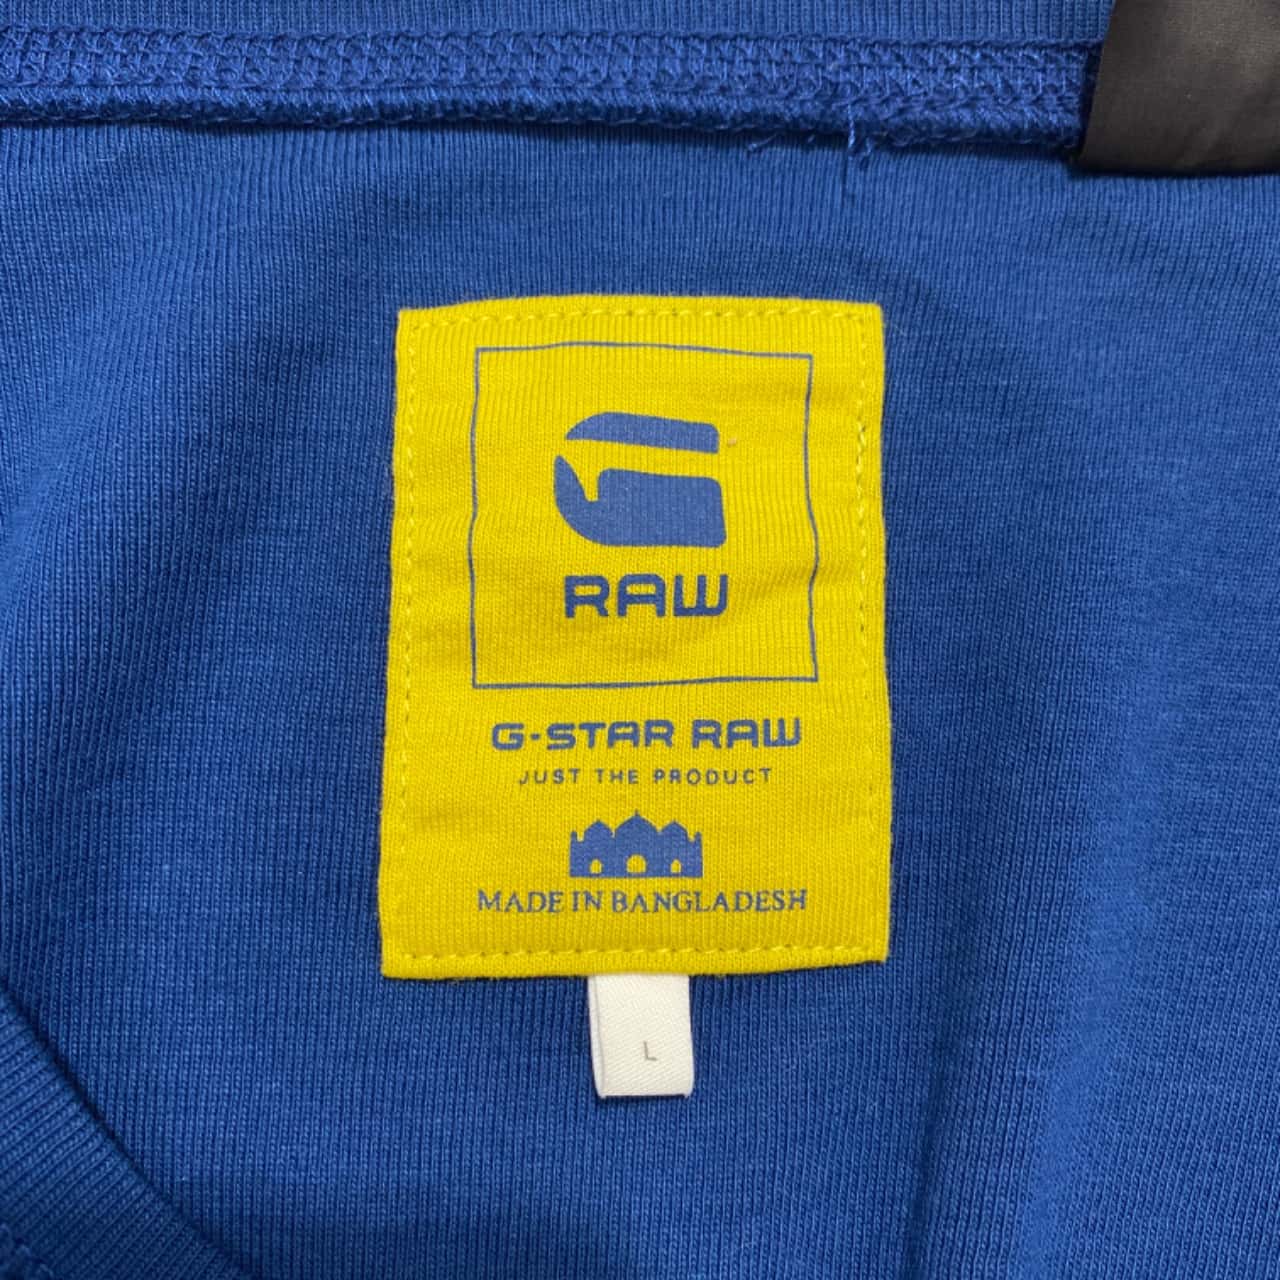 G
RAW
G-STAR RAW
JUST THE PRODUCT
MADE IN BANGLADESH
L